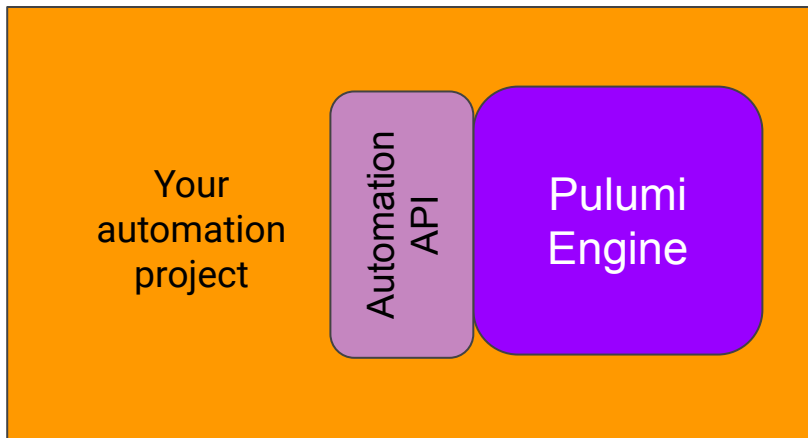 Your
automation
project
Automation
API
Pulumi
Engine